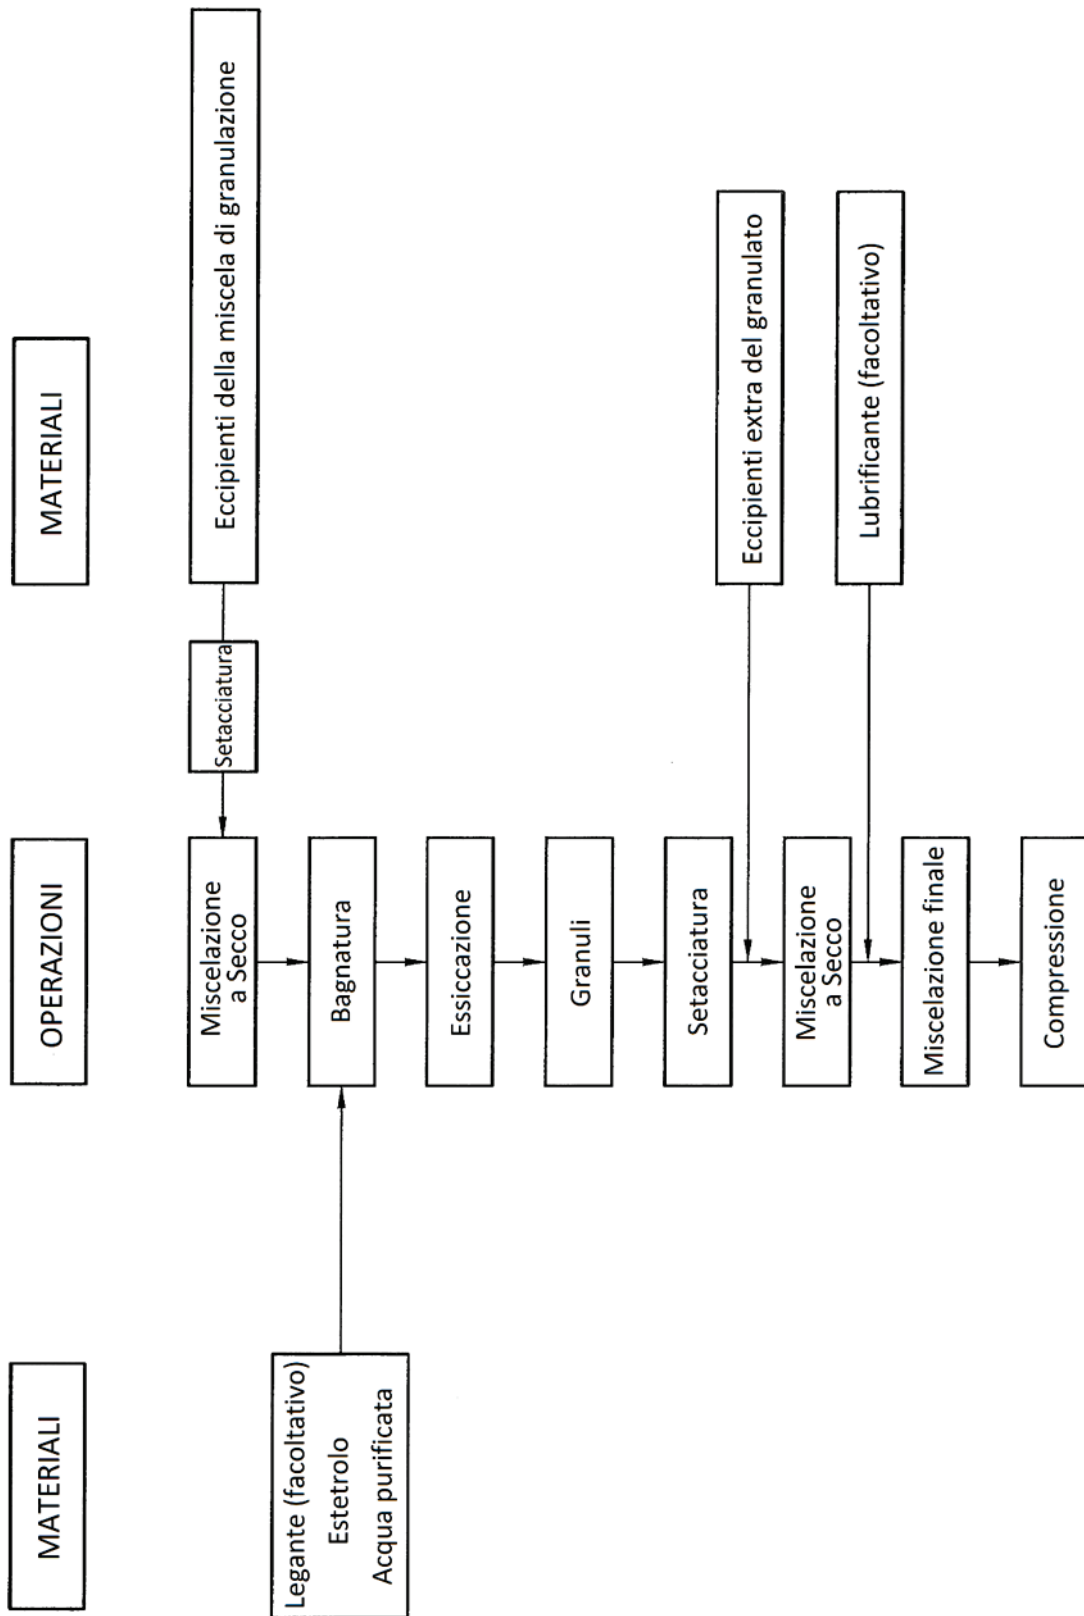 MATERIALI
OPERAZIONI
MATERIALI
Legante (facoltativo)
Estetrolo
Acqua purificata
Miscelazione
a Secco
Setacciatura
Eccipienti della miscela di granulazione
Bagnatura
Essiccazione
Granuli
Setacciatura
Eccipienti extra del granulato
Miscelazione
a Secco
Lubrificante (facoltativo)
Miscelazione finale
Compressione